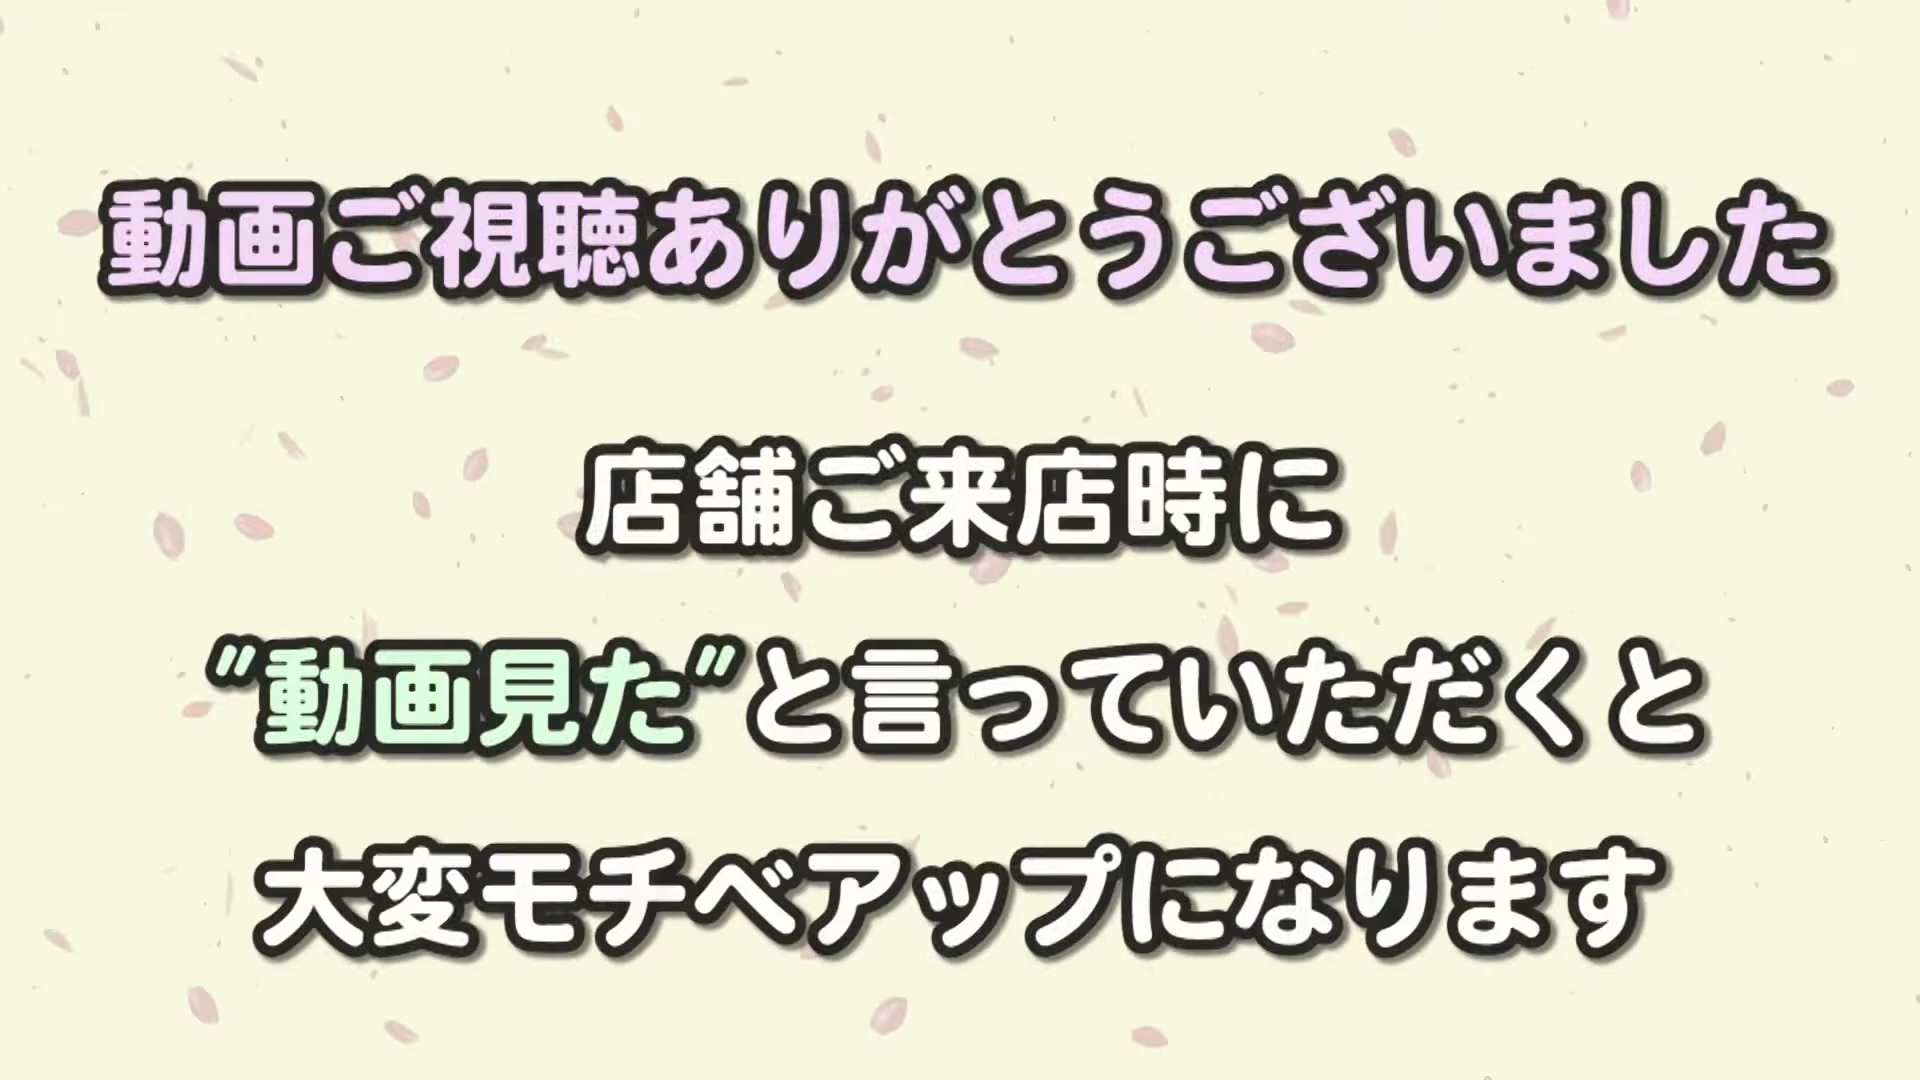 動画ご視聴ありがとうございました
店舗ご来店時に
"動画見た"と言っていただくと
大変モチベアップになります